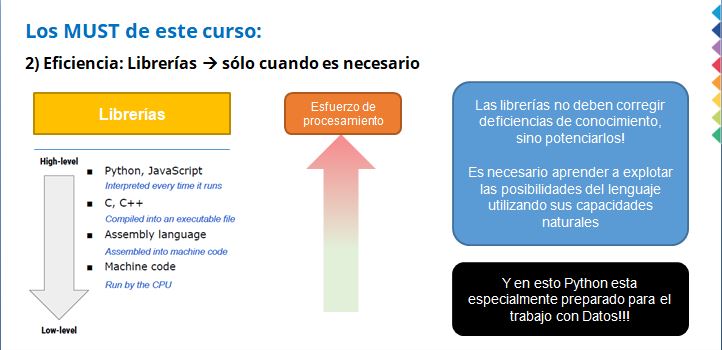 Los MUST de este curso:
2) Eficiencia: Librerías → sólo cuando es necesario
Librerías
High-level
▪ Python, JavaScript
Interpreted every time it runs
▪ C, C++
Compiled into an executable file
▪ Assembly language
Assembled into machine code
▪ Machine code
Run by the CPU
Low-level
Esfuerzo de
procesamiento
Las librerías no deben corregir
deficiencias de conocimiento,
sino potenciarlos!
Es necesario aprender a explotar
las posibilidades del lenguaje
utilizando sus capacidades
naturales
Y en esto Python esta
especialmente preparado para el
trabajo con Datos!!!